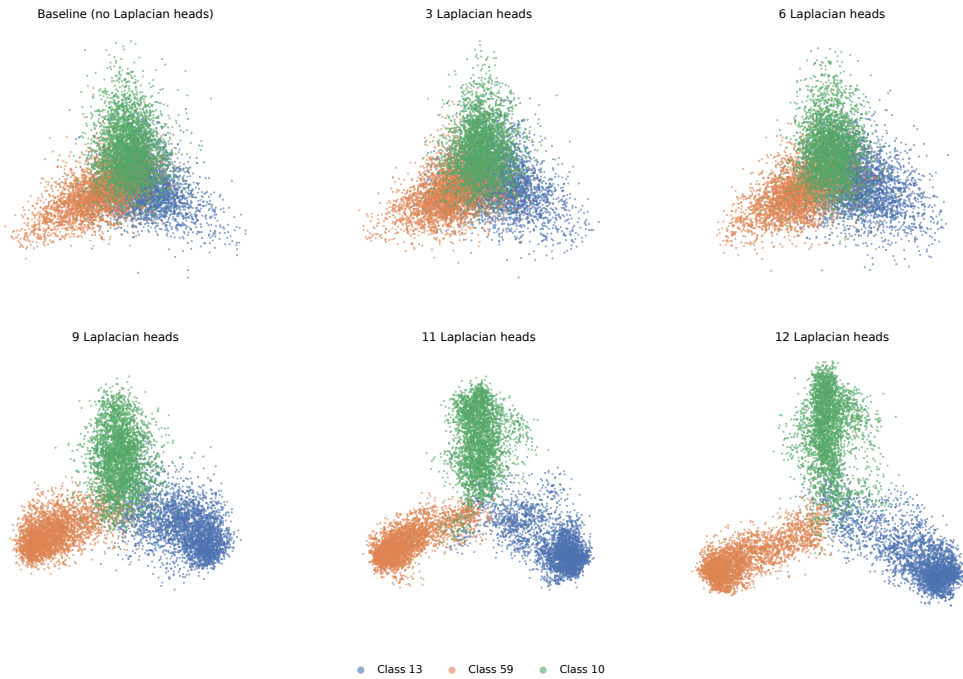 Baseline (no Laplacian heads)
3 Laplacian heads
6 Laplacian heads
9 Laplacian heads
11 Laplacian heads
12 Laplacian heads
Class 13
Class 59
Class 10